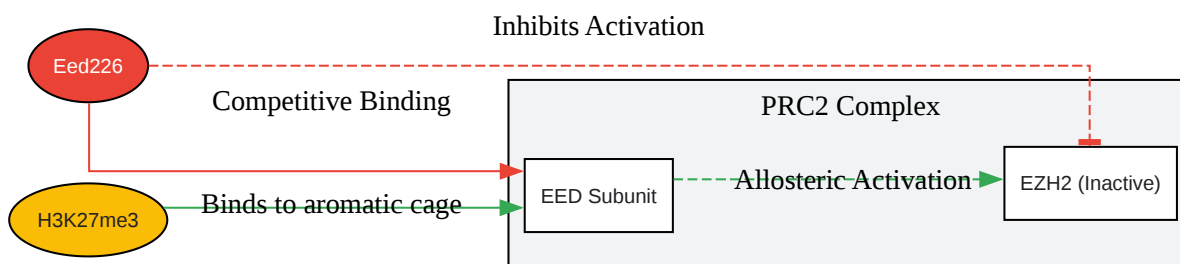 Inhibits Activation
Eed226
Competitive Binding
PRC2 Complex
Allosteric Activation
EZH2 (Inactive)
EED Subunit
Binds to aromatic cage
H3K27me3